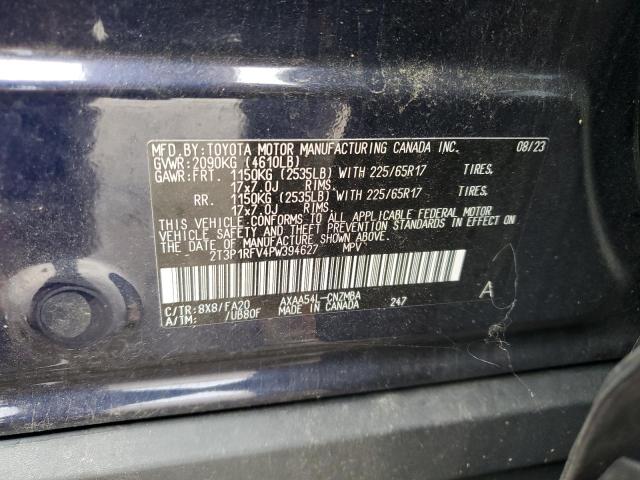 MFD.BY:TOYOTA MOTOR MANUFACTURING CANADA INC. 08/23
GVWR:2090KG (4610LB)
GAWR:FRT. 1150KG (2535LB) WITH 225/65R17 TIRES,
17x7.0J RIMS.
RR. 1150KG (2535LB) WITH 225/65R17 TIRES,
17x7.0J RIMS.
THIS VEHICLE CONFORMS TO ALL APPLICABLE FEDERAL MOTOR
VEHICLE SAFETY AND THEFT PREVENTION STANDARDS IN EFFECT ON
THE DATE OF MANUFACTURE SHOWN ABOVE.
2T3P1RFV4PW394627 MPV
C/TR:8X8/FA20 AXAA54L-CNZMBA 247 A
A/TM: /UB80F MADE IN CANADA